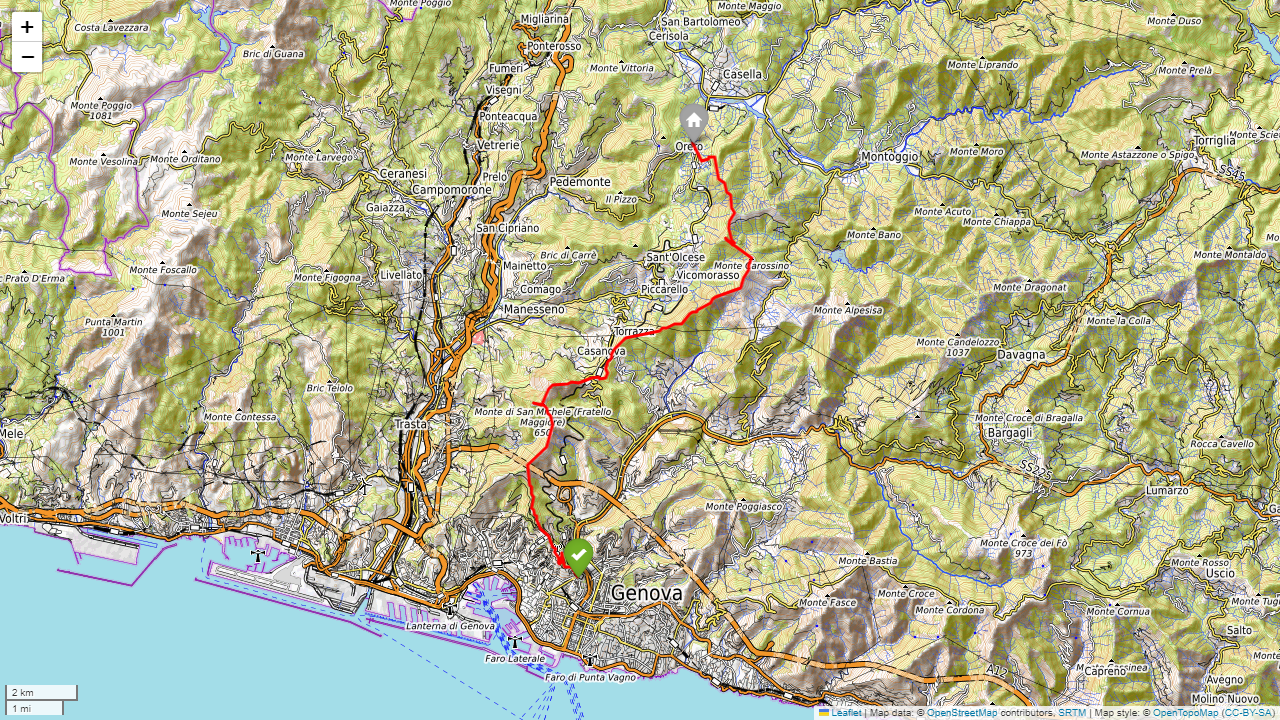 Monte Poggio
Costa Lavezzara
Migliarina
San Bartolomeo
Cerisola
Monte Maggio
Monte Duso
+
−
Bric di Guana
Ponterosso
Fumeri
Visegni
Monte Vittoria
Casella
Monte Liprando
Monte Prelà
Monte Poggio
1081
Ponteacqua
Vetrerie
Torriglia
Monte Vesolina
Monte Orditano
Monte Larvego
Ceranesi
Prelo
Campomorone
Pedemonte
Montoggio
Monte Moro
Monte Astazzone o Spigo
SS45
Il Pizzo
Monte Sejeu
Gaiazza
San Cipriano
Monte Acuto
Monte Chiappa
Monte Bano
Bric di Carrè
Sant'Olcese
Monte Montaldo
Mainetto
Monte Carossino
Vicomorasso
Monte Foscallo
Prato D'Erma
Monte Figogna
Livellato
Comago
Piccarello
Monte Dragonat
Manesseno
Monte Alpesisa
Punta Martin
1001
Monte la Colla
Torrazza
Casanova
Monte Candelozzo
1037
Davagna
Bric Teiolo
Monte Contessa
Trasta
Monte di San Michele (Fratello
Maggiore)
650
Monte Croce di Bragalla
Bargagli
Mele
Rocca Cavello
SS225
Lumarzo
Voltri
Monte Poggiasco
Monte Croce dei Fò
973
Monte Bastia
Monte Rosso
Uscio
Genova
Monte Croce
Monte Fasce
Monte Cordona
Monte Cornua
Lanterna di Genova
Salto
Faro Laterale
Faro di Punta Vagno
A12
Capreno
Avegno
Molino Nuovo
2 km
1 mi
Leaflet | Map data: © OpenStreetMap contributors, SRTM | Map style: © OpenTopoMap (CC-BY-SA)